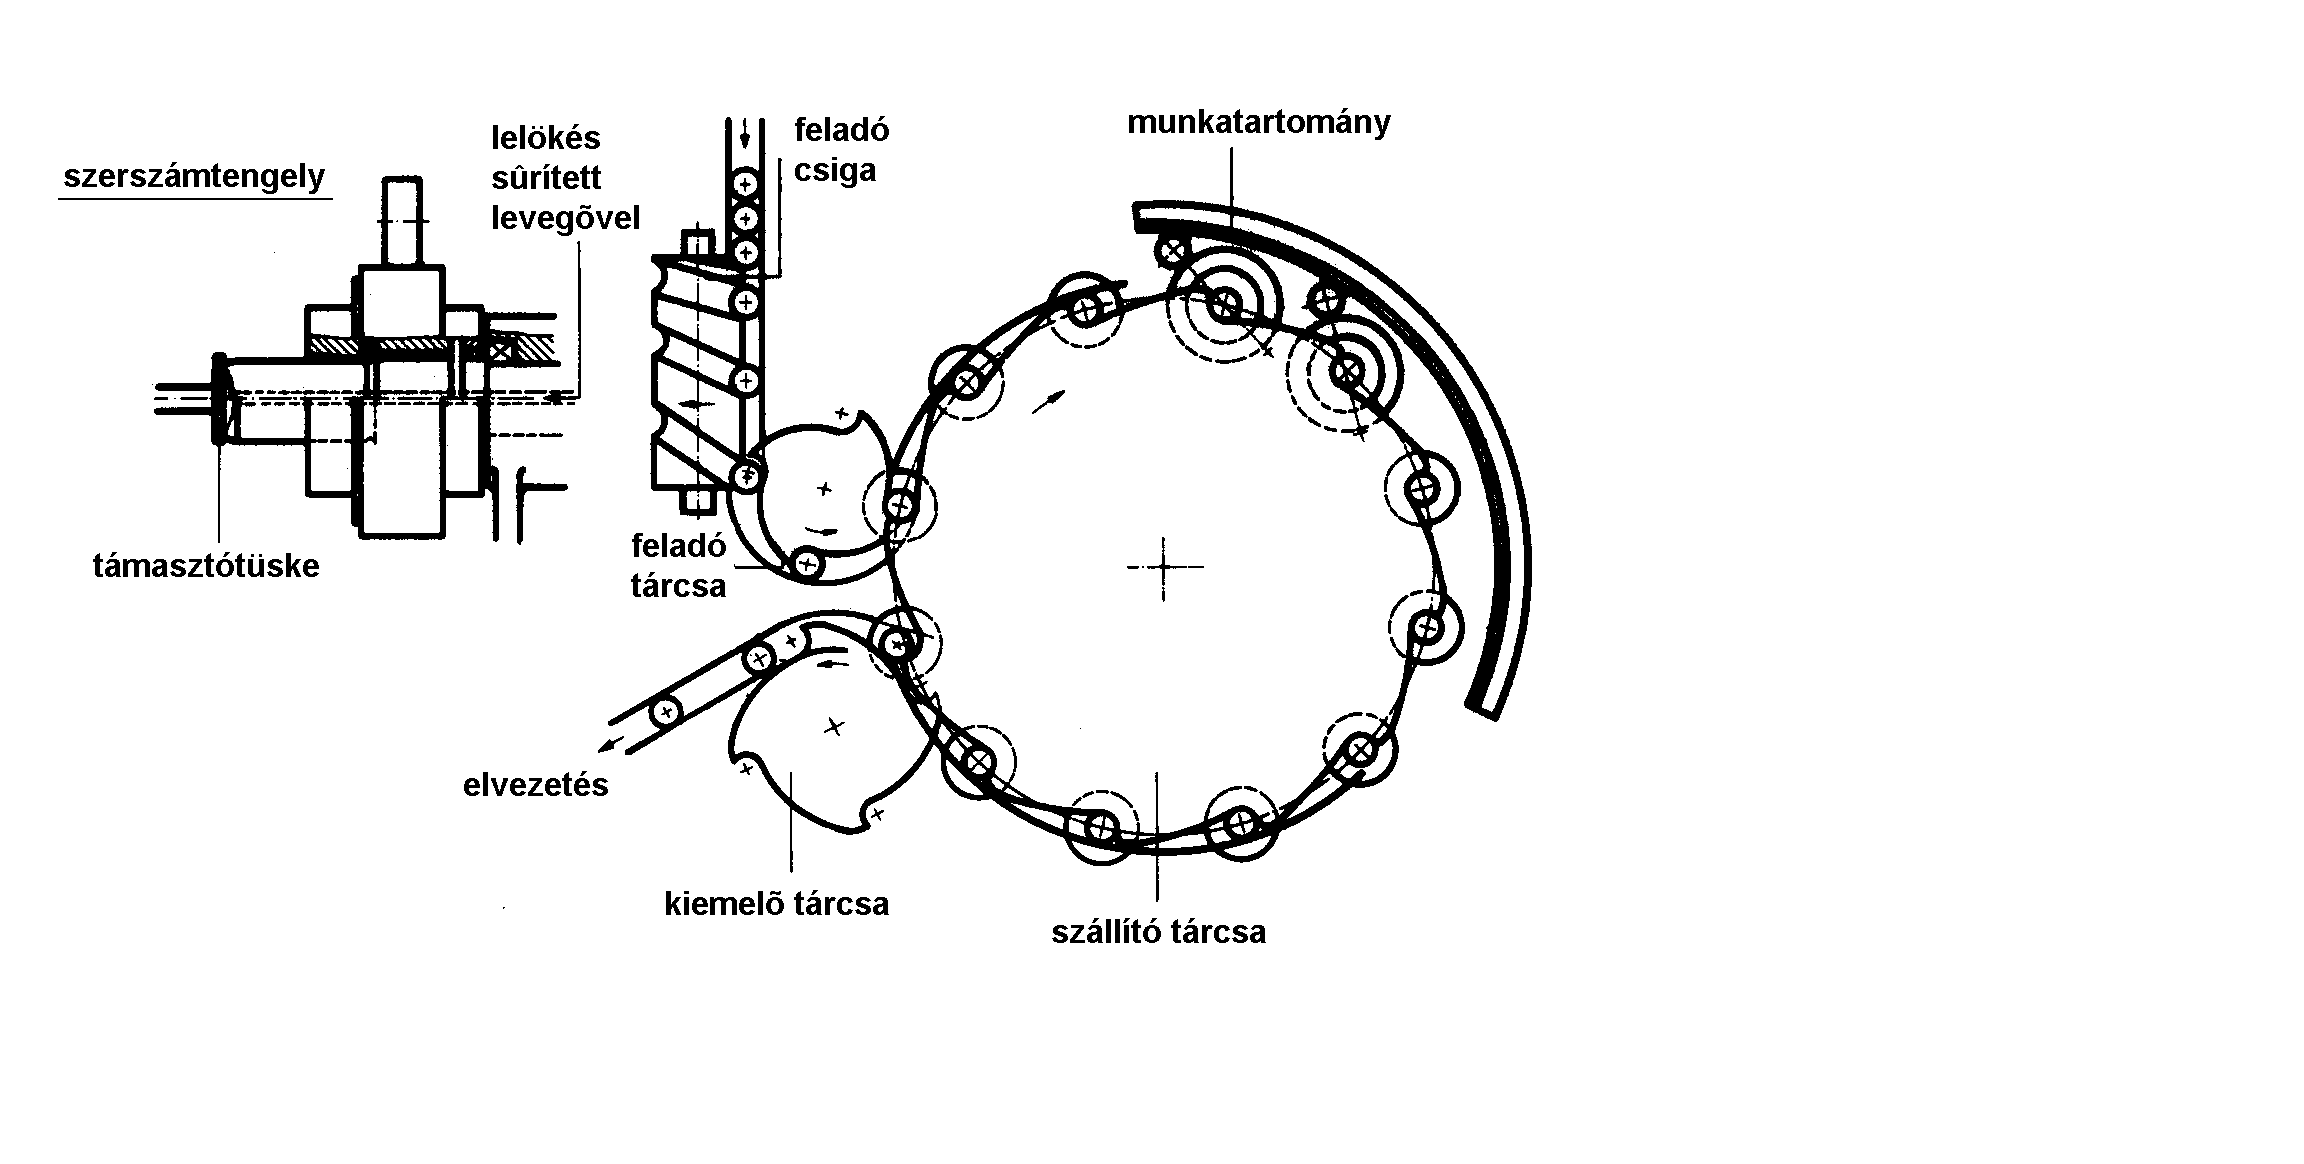 szerszámtengely
lelökés
sûrített
levegõvel
támasztótüske
feladó
csiga
munkatartomány
feladó
tárcsa
elvezetés
kiemelõ tárcsa
szállító tárcsa